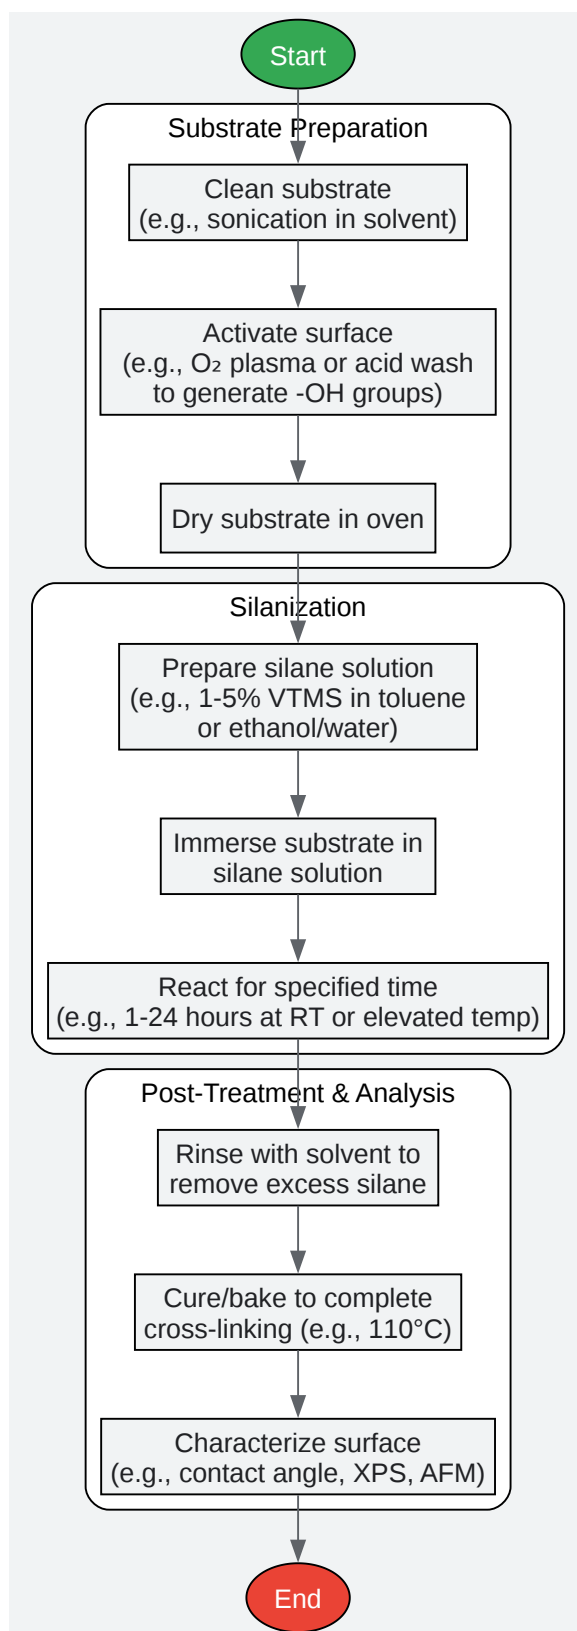 Start
Substrate Preparation
Clean substrate
(e.g., sonication in solvent)
Activate surface
(e.g., O₂ plasma or acid wash
to generate -OH groups)
Dry substrate in oven
Silanization
Prepare silane solution
(e.g., 1-5% VTMS in toluene
or ethanol/water)
Immerse substrate in
silane solution
React for specified time
(e.g., 1-24 hours at RT or elevated temp)
Post-Treatment & Analysis
Rinse with solvent to
remove excess silane
Cure/bake to complete
cross-linking (e.g., 110°C)
Characterize surface
(e.g., contact angle, XPS, AFM)
End